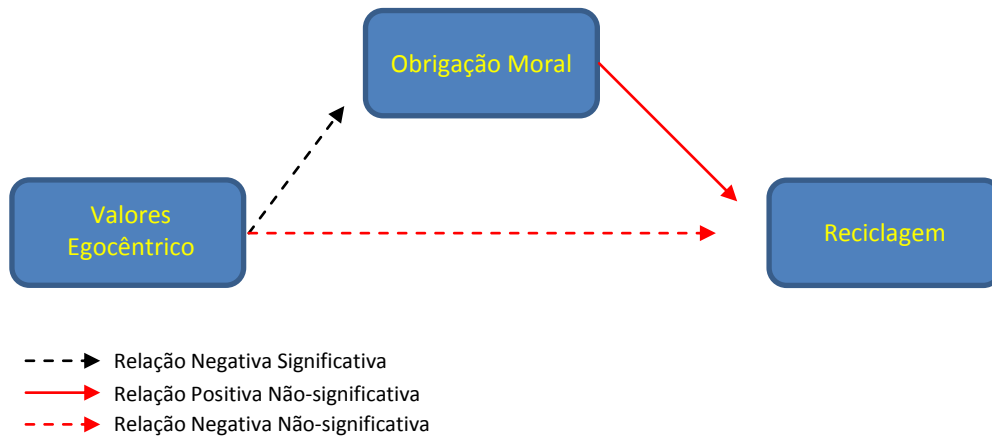 Obrigação Moral
Valores
Egocêntrico
Reciclagem
Relação Negativa Significativa
Relação Positiva Não-significativa
Relação Negativa Não-significativa